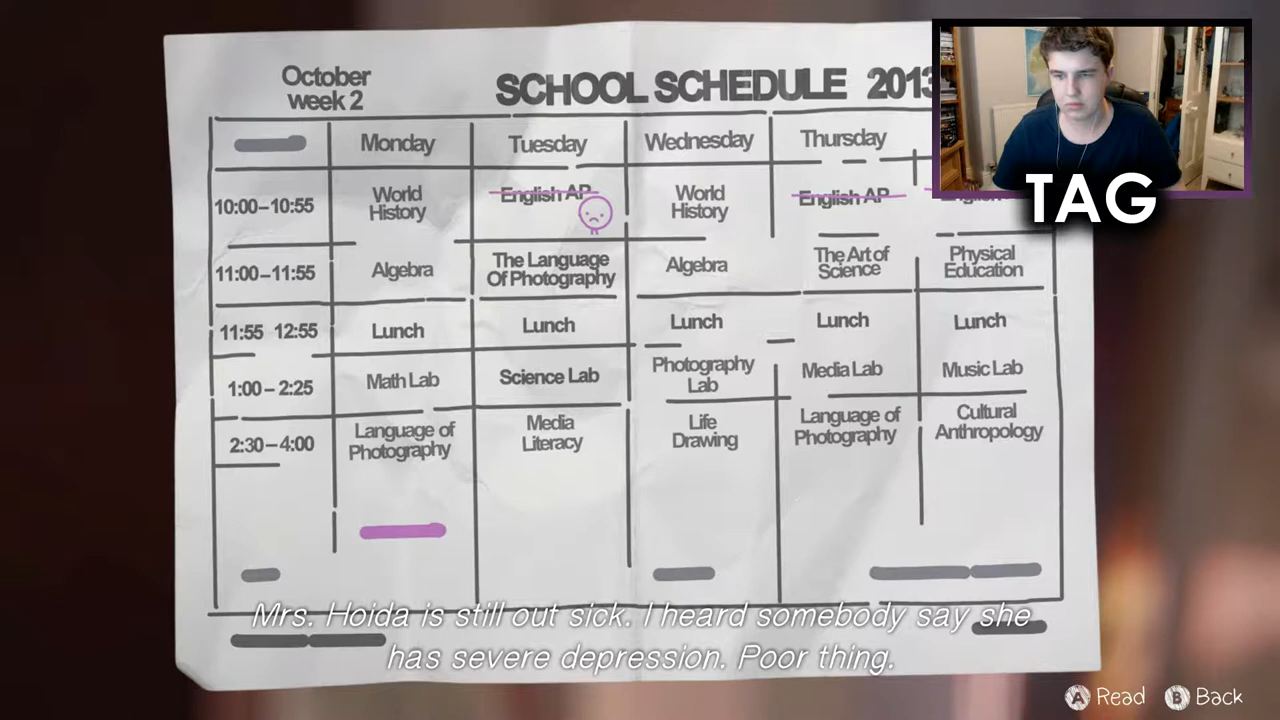 October
week 2
SCHOOL SCHEDULE 2013
TAG
Monday
Tuesday
Wednesday
Thursday
10:00-10:55
World
History
English AP
World
History
English AP
English
11:00-11:55
Algebra
The Language
Of Photography
Algebra
The Art of
Science
Physical
Education
11:55 12:55
Lunch
Lunch
Lunch
Lunch
Lunch
1:00 - 2:25
Math Lab
Science Lab
Photography
Lab
Media Lab
Music Lab
2:30 - 4:00
Language of
Photography
Media
Literacy
Life
Drawing
Language of
Photography
Cultural
Anthropology
Mrs. Hoida is still out sick. I heard somebody say she
has severe depression. Poor thing.
A Read B Back